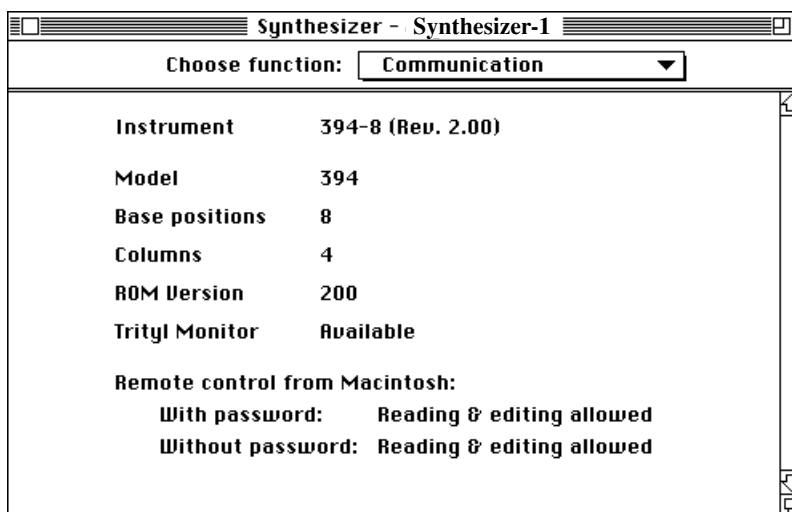 Synthesizer - Synthesizer-1
Choose function: Communication
Instrument 394-8 (Rev. 2.00)
Model 394
Base positions 8
Columns 4
ROM Version 200
Trityl Monitor Available
Remote control from Macintosh:
With password: Reading & editing allowed
Without password: Reading & editing allowed